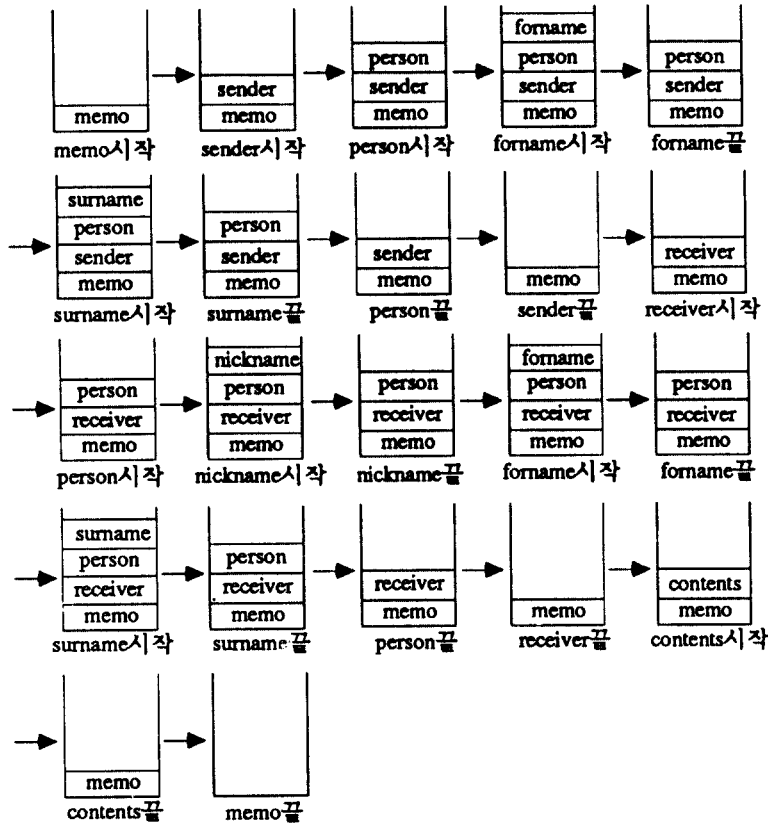 memo
memo시작
sender
memo
sender시작
person
sender
memo
person시작
forname
person
sender
memo
forname시작
person
sender
memo
forname끝
surname
person
sender
memo
surname시작
person
sender
memo
surname끝
sender
memo
person끝
memo
sender끝
receiver
memo
receiver시작
person
receiver
memo
person시작
nickname
person
receiver
memo
nickname시작
person
receiver
memo
nickname끝
forname
person
receiver
memo
forname시작
person
receiver
memo
forname끝
surname
person
receiver
memo
surname시작
person
receiver
memo
surname끝
receiver
memo
person끝
memo
receiver끝
contents
memo
contents시작
memo
contents끝
memo끝